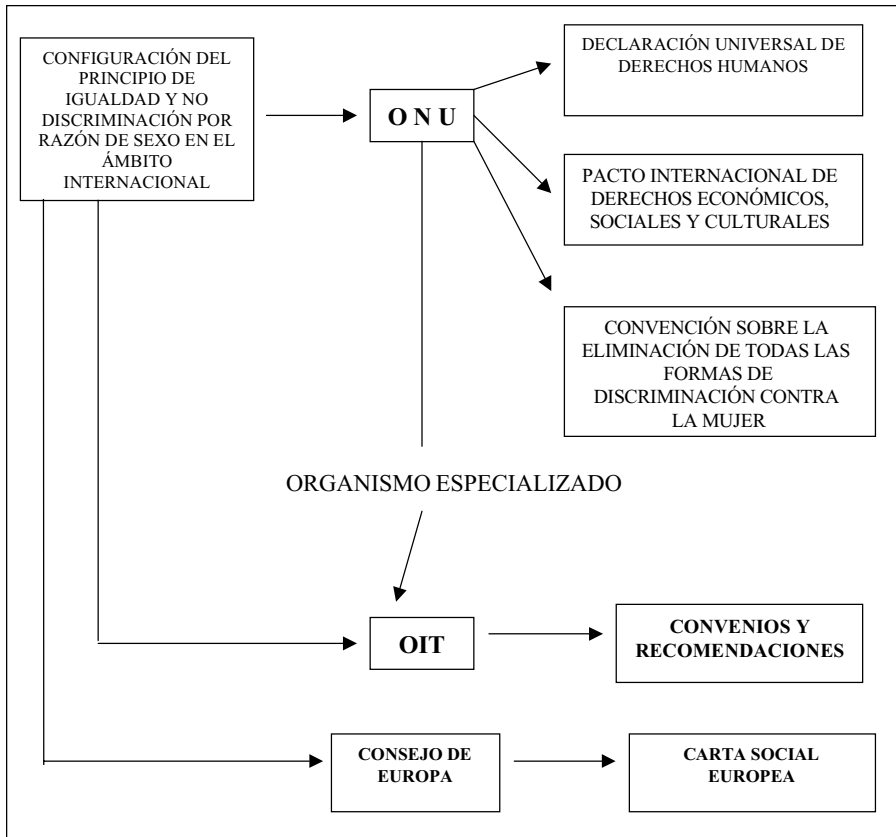 CONFIGURACIÓN DEL
PRINCIPIO DE
IGUALDAD Y NO
DISCRIMINACIÓN POR
RAZÓN DE SEXO EN EL
ÁMBITO
INTERNACIONAL
O N U
DECLARACIÓN UNIVERSAL DE
DERECHOS HUMANOS
PACTO INTERNACIONAL DE
DERECHOS ECONÓMICOS,
SOCIALES Y CULTURALES
CONVENCIÓN SOBRE LA
ELIMINACIÓN DE TODAS LAS
FORMAS DE
DISCRIMINACIÓN CONTRA
LA MUJER
ORGANISMO ESPECIALIZADO
OIT
CONVENIOS Y
RECOMENDACIONES
CONSEJO DE
EUROPA
CARTA SOCIAL
EUROPEA